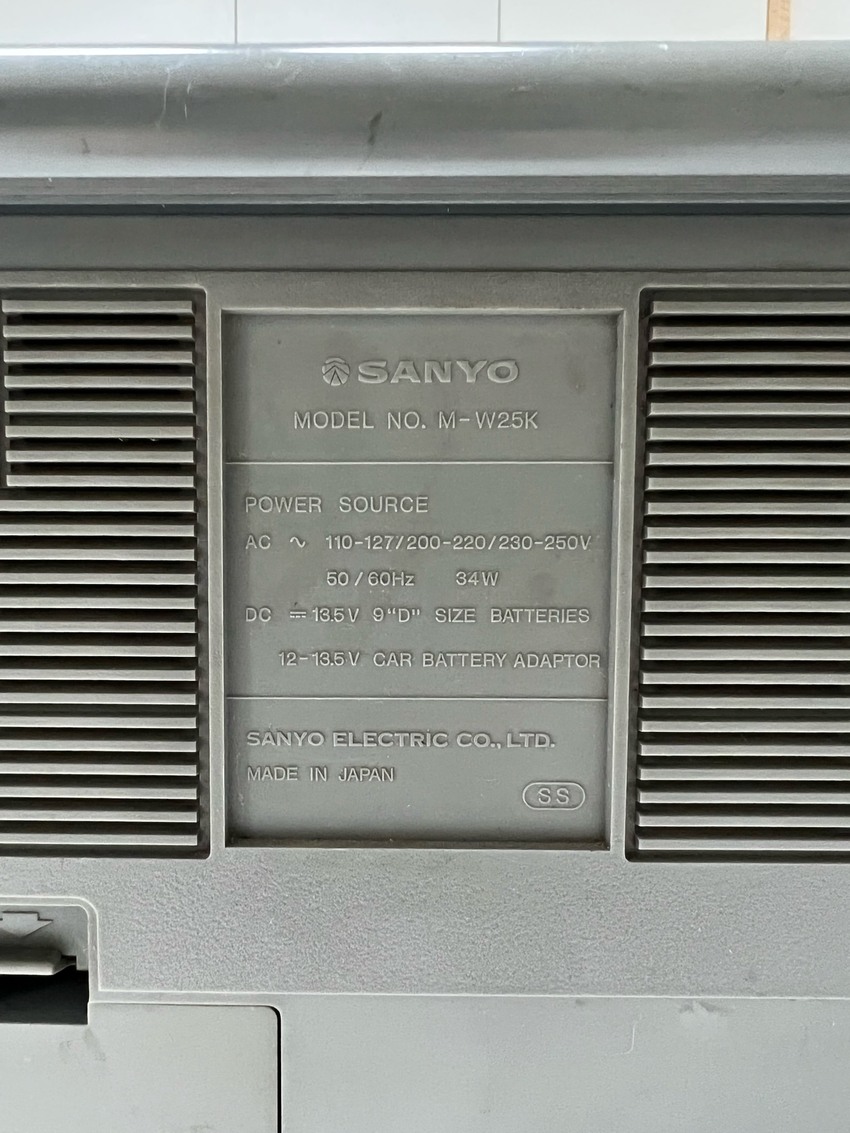 SANYO
MODEL NO. M-W25K
POWER SOURCE
AC ∿ 110-127/200-220/230-250V
50/60Hz 34W
DC ⎓ 13.5V 9"D" SIZE BATTERIES
12-13.5V CAR BATTERY ADAPTOR
SANYO ELECTRIC CO., LTD.
MADE IN JAPAN
SS